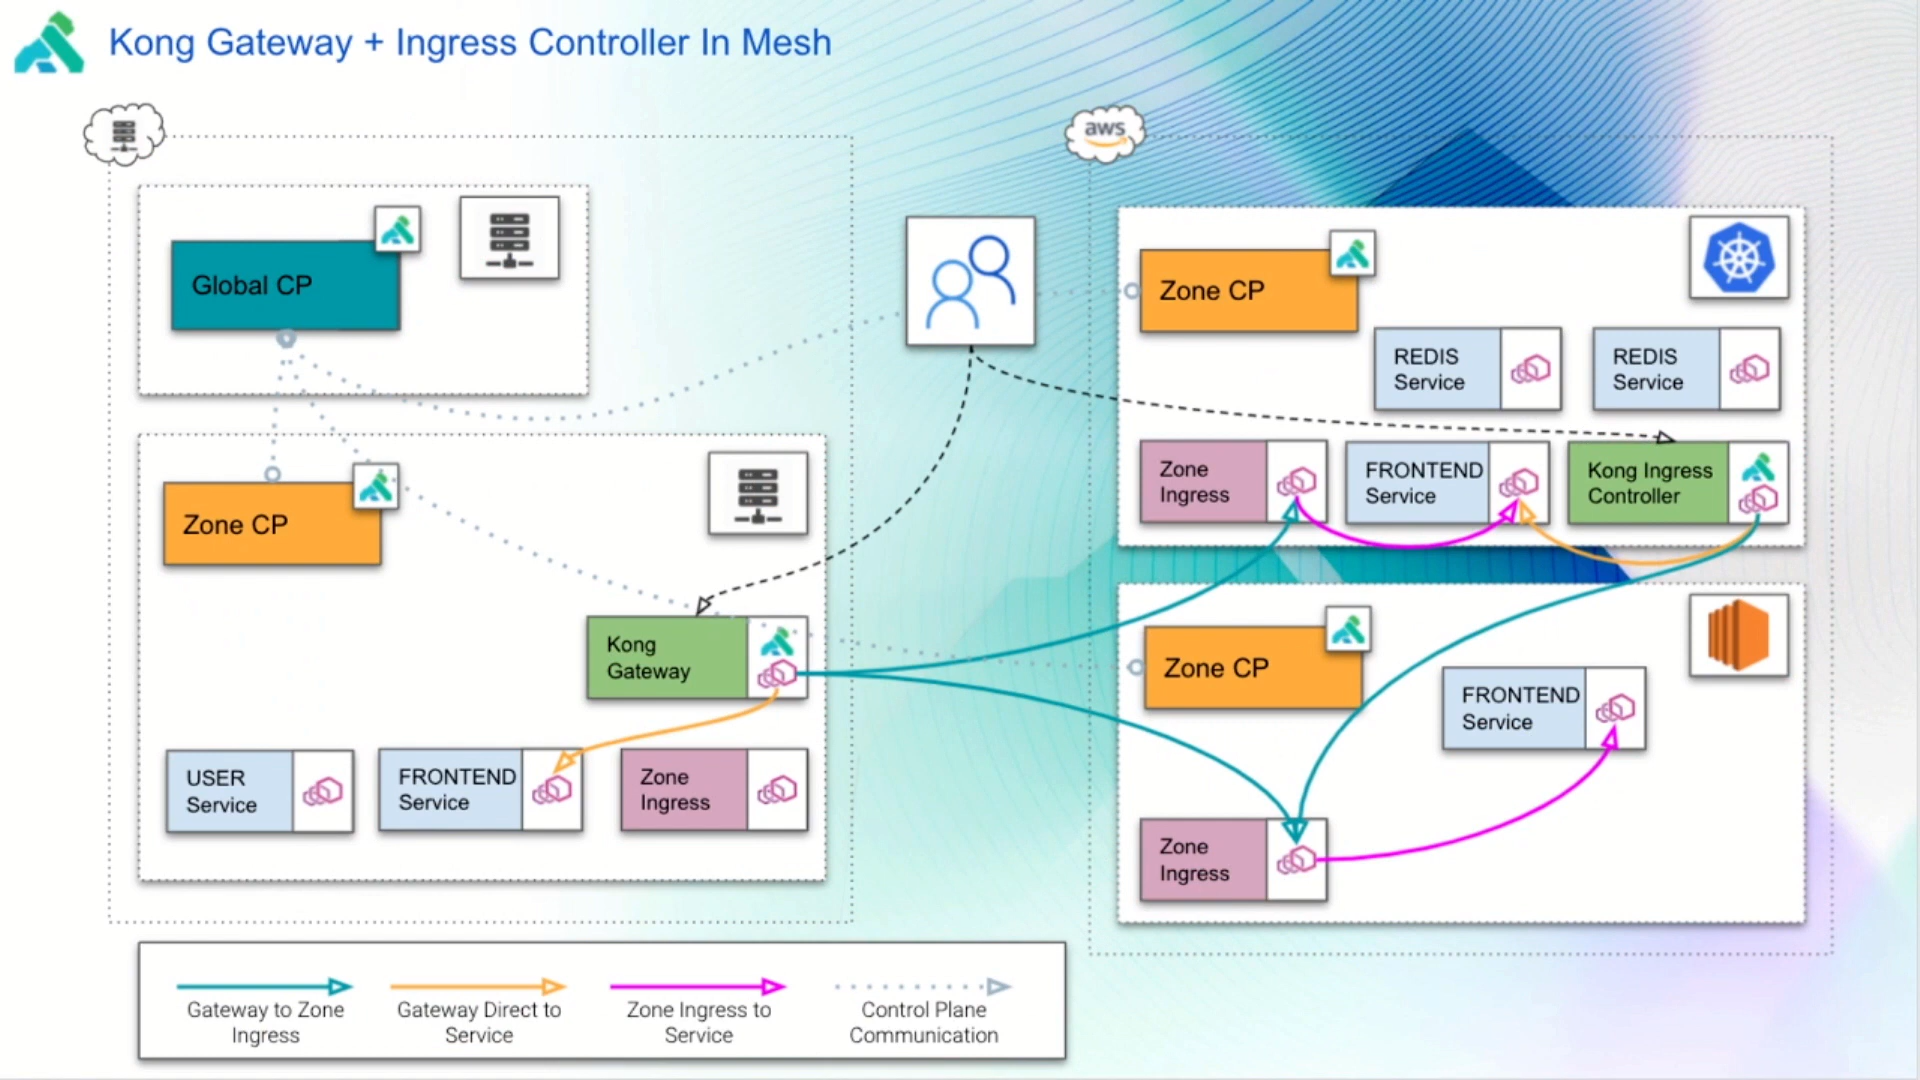 Kong Gateway + Ingress Controller In Mesh
aws
Global CP
Zone CP
Kong
Gateway
USER
Service
FRONTEND
Service
Zone
Ingress
Zone CP
REDIS
Service
REDIS
Service
Zone
Ingress
FRONTEND
Service
Kong Ingress
Controller
Zone CP
FRONTEND
Service
Zone
Ingress
Gateway to Zone
Ingress
Gateway Direct to
Service
Zone Ingress to
Service
Control Plane
Communication